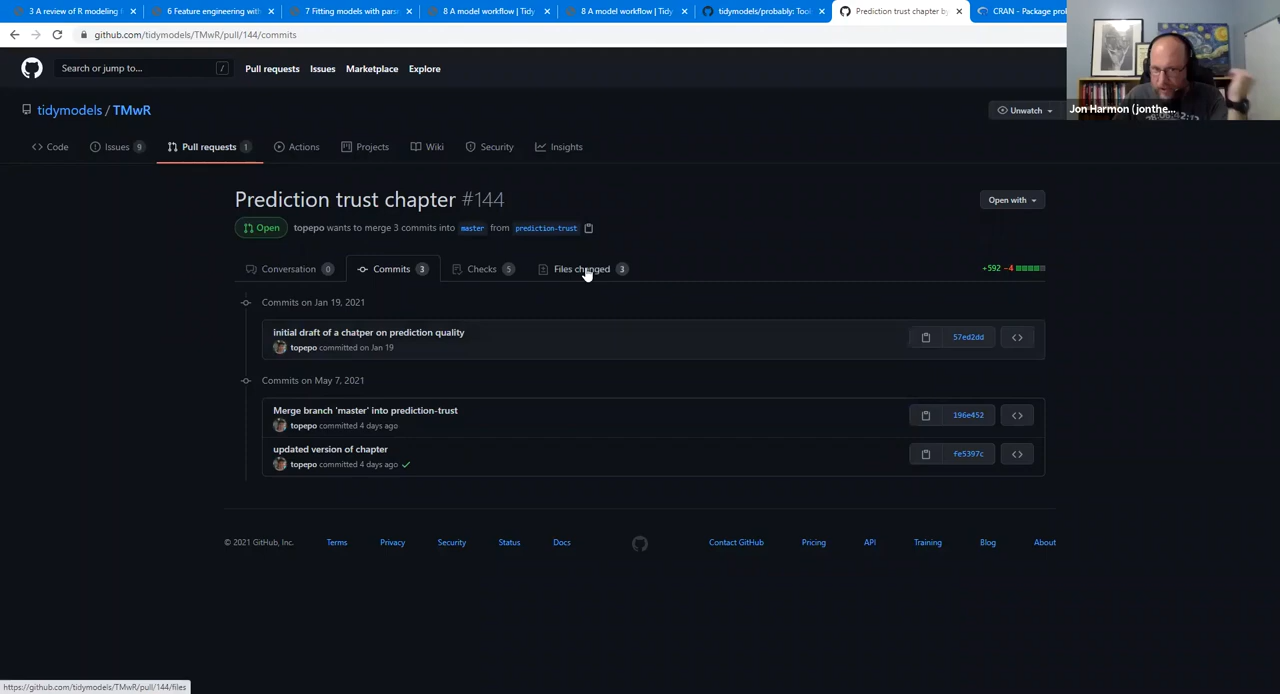 3 A review of R modeling f
6 Feature engineering with
7 Fitting models with parsn
8 A model workflow | Tidy
8 A model workflow | Tidy
tidymodels/probably: Tool
Prediction trust chapter by
CRAN - Package prob
github.com/tidymodels/TMwR/pull/144/commits
Search or jump to... /
Pull requests
Issues
Marketplace
Explore
tidymodels / TMwR
Unwatch
Jon Harmon (jonthe...
Code
Issues 9
Pull requests 1
Actions
Projects
Wiki
Security
Insights
Prediction trust chapter #144
Open with
Open topepo wants to merge 3 commits into master from prediction-trust
Conversation 0
Commits 3
Checks 5
Files changed 3
+592 −4
Commits on Jan 19, 2021
initial draft of a chatper on prediction quality
57ed2dd
topepo committed on Jan 19
Commits on May 7, 2021
Merge branch 'master' into prediction-trust
196e452
topepo committed 4 days ago
updated version of chapter
fe5397c
topepo committed 4 days ago
© 2021 GitHub, Inc.
Terms
Privacy
Security
Status
Docs
Contact GitHub
Pricing
API
Training
Blog
About
https://github.com/tidymodels/TMwR/pull/144/files